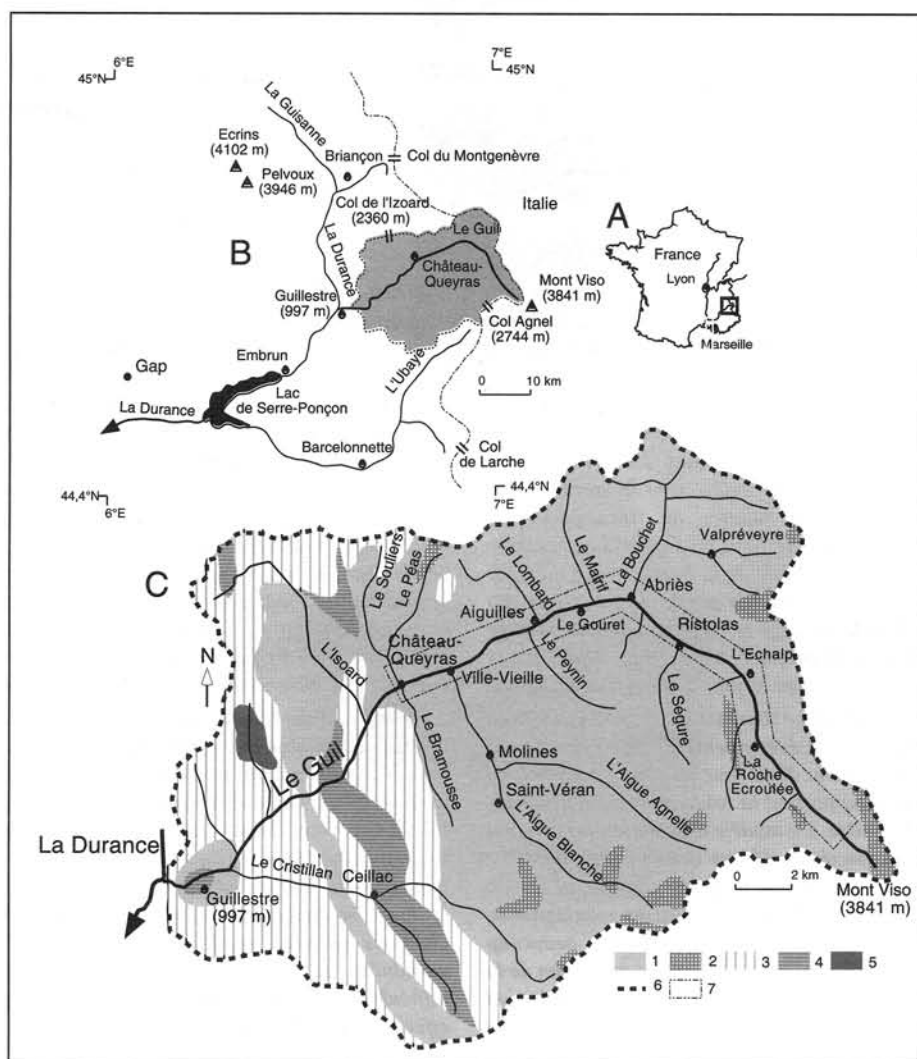 6°E
45°N
7°E
45°N
La Guisanne
Ecrins
(4102 m)
Pelvoux
(3946 m)
Briançon
Col du Montgenèvre
Col de l'Izoard
(2360 m)
Italie
A
B
La Durance
Le Guil
Château-
Queyras
France
Lyon
Marseille
Guillestre
(997 m)
Mont Viso
(3841 m)
Col Agnel
(2744 m)
Embrun
Gap
L'Ubaye
0 10 km
Lac
de Serre-Ponçon
La Durance
Barcelonnette
Col
de Larche
44,4°N
6°E
44,4°N
7°E
C
Le Souliers
Le Péas
Le Lombard
Le Malrif
Le Bouchet
Valpréveyre
Abriès
Aiguilles
Le Gouret
Ristolas
N
L'Isoard
Château-
Queyras
Ville-Vieille
Le Peynin
L'Echalp
Le Ségure
Le Guil
Le Bramousse
Molines
La
Roche
Ecroulée
Saint-Véran
L'Aigue Agnelle
L'Aigue Blanche
La Durance
Le Cristillan
Ceillac
Guillestre
(997 m)
0 2 km
Mont Viso
(3841 m)
1 2 3 4 5
6 7